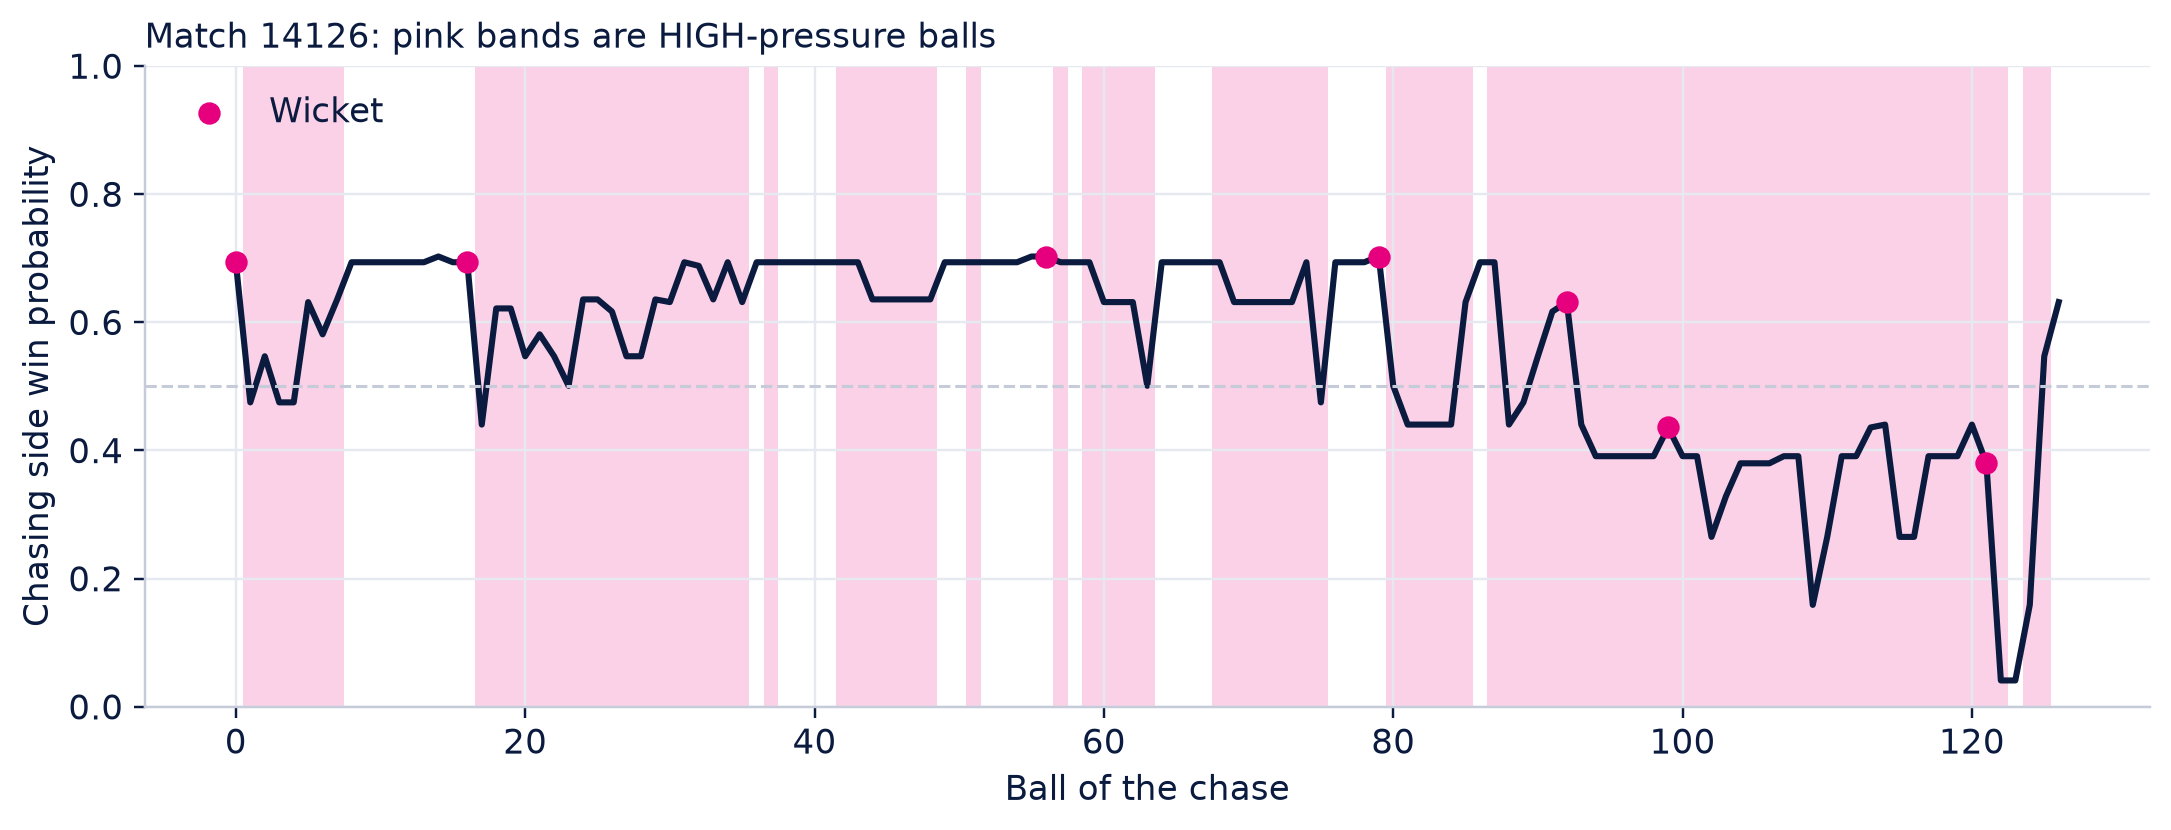 Match 14126: pink bands are HIGH-pressure balls
Chasing side win probability
1.0
0.8
0.6
0.4
0.2
0.0
Wicket
0 20 40 60 80 100 120
Ball of the chase